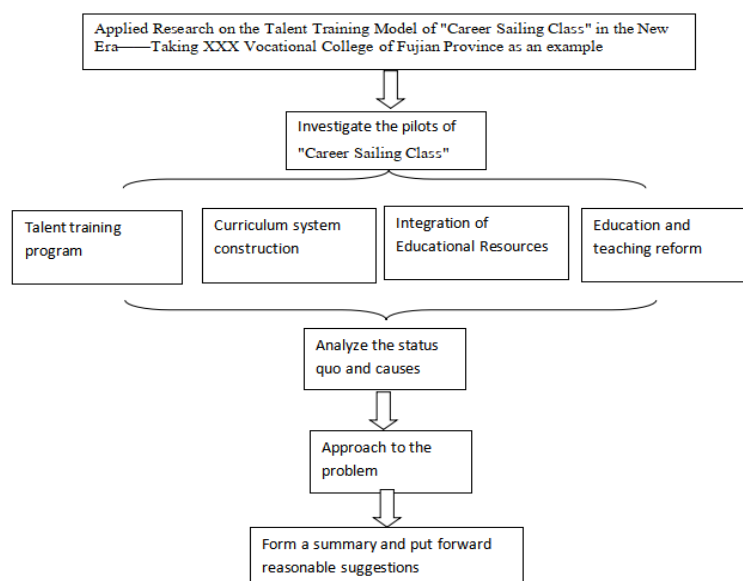 Applied Research on the Talent Training Model of "Career Sailing Class" in the New
Era——Taking XXX Vocational College of Fujian Province as an example
Investigate the pilots of
"Career Sailing Class"
Talent training
program
Curriculum system
construction
Integration of
Educational Resources
Education and
teaching reform
Analyze the status
quo and causes
Approach to the
problem
Form a summary and put forward
reasonable suggestions